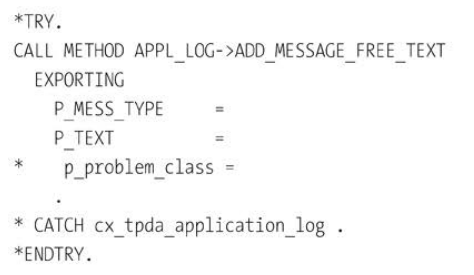 *TRY.
CALL METHOD APPL_LOG->ADD_MESSAGE_FREE_TEXT
EXPORTING
P_MESS_TYPE =
P_TEXT =
* p_problem_class =
.
* CATCH cx_tpda_application_log .
*ENDTRY.